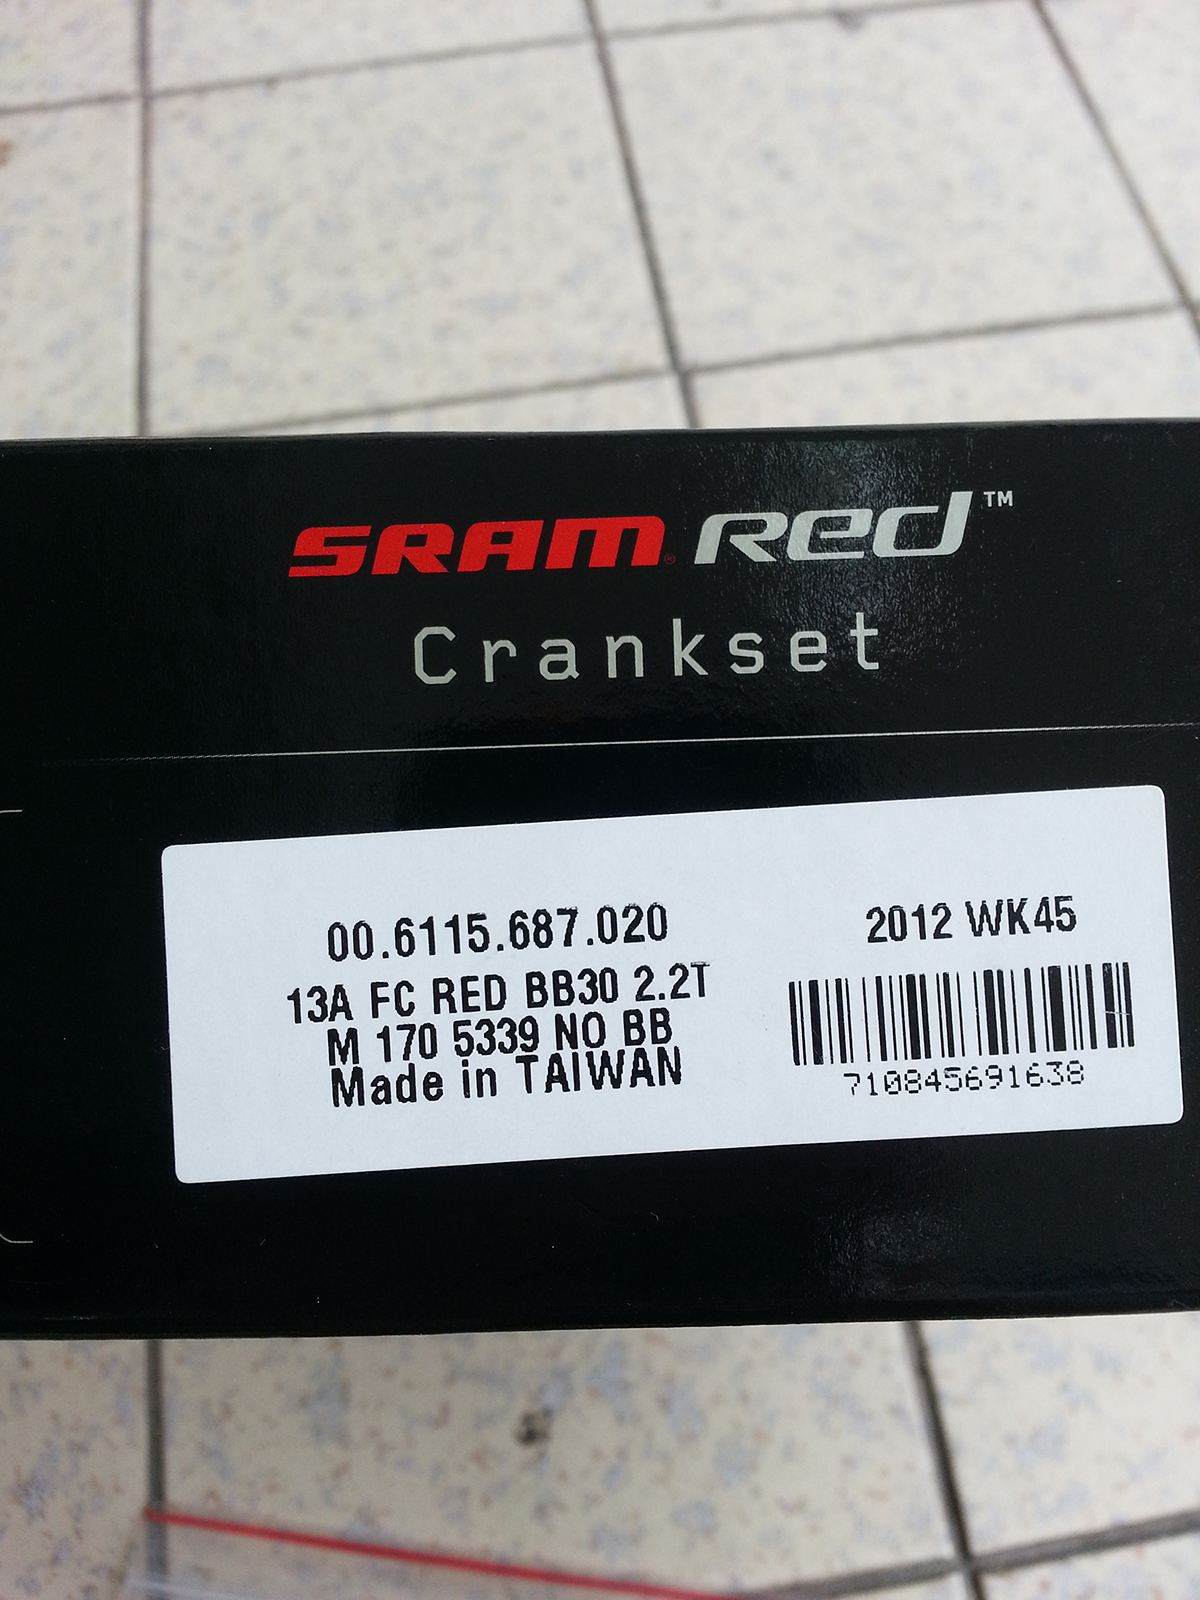 SRAM® RED™
Crankset
00.6115.687.020
13A FC RED BB30 2.2T
M 170 5339 NO BB
Made in TAIWAN
2012 WK45
710845691638